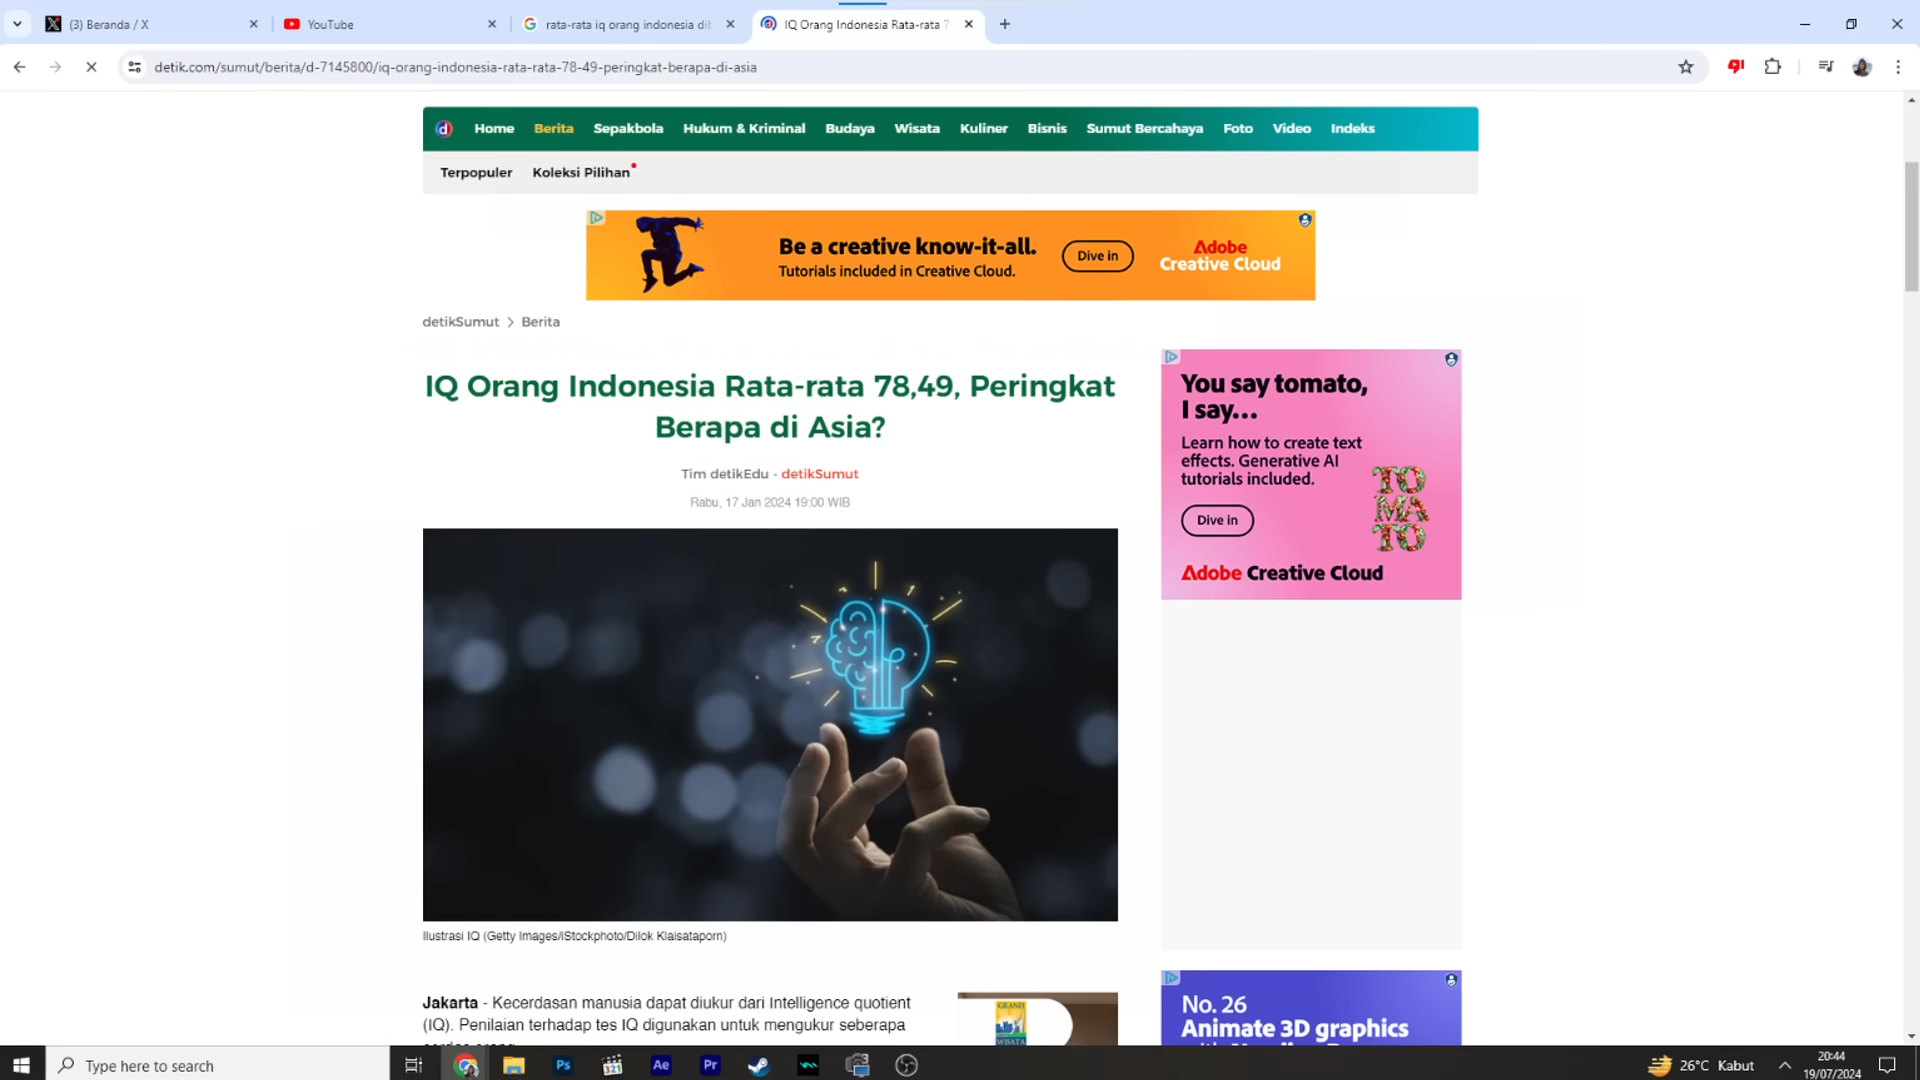 (3) Beranda / X
YouTube
rata-rata iq orang indonesia di
IQ Orang Indonesia Rata-rata 7
detik.com/sumut/berita/d-7145800/iq-orang-indonesia-rata-rata-78-49-peringkat-berapa-di-asia
d Home Berita Sepakbola Hukum & Kriminal Budaya Wisata Kuliner Bisnis Sumut Bercahaya Foto Video Indeks
Terpopuler Koleksi Pilihan
Be a creative know-it-all.
Tutorials included in Creative Cloud.
Dive in
Adobe
Creative Cloud
detikSumut > Berita
IQ Orang Indonesia Rata-rata 78,49, Peringkat
Berapa di Asia?
Tim detikEdu - detikSumut
Rabu, 17 Jan 2024 19:00 WIB
Ilustrasi IQ (Getty Images/iStockphoto/Dilok Klaisataporn)
Jakarta - Kecerdasan manusia dapat diukur dari Intelligence quotient
(IQ). Penilaian terhadap tes IQ digunakan untuk mengukur seberapa
GRAND
WISATA
You say tomato,
I say...
Learn how to create text
effects. Generative AI
tutorials included.
Dive in
TO
MA
TO
Adobe Creative Cloud
No. 26
Animate 3D graphics
Type here to search
Ps
321
Ae
Pr
26°C Kabut
20:44
19/07/2024